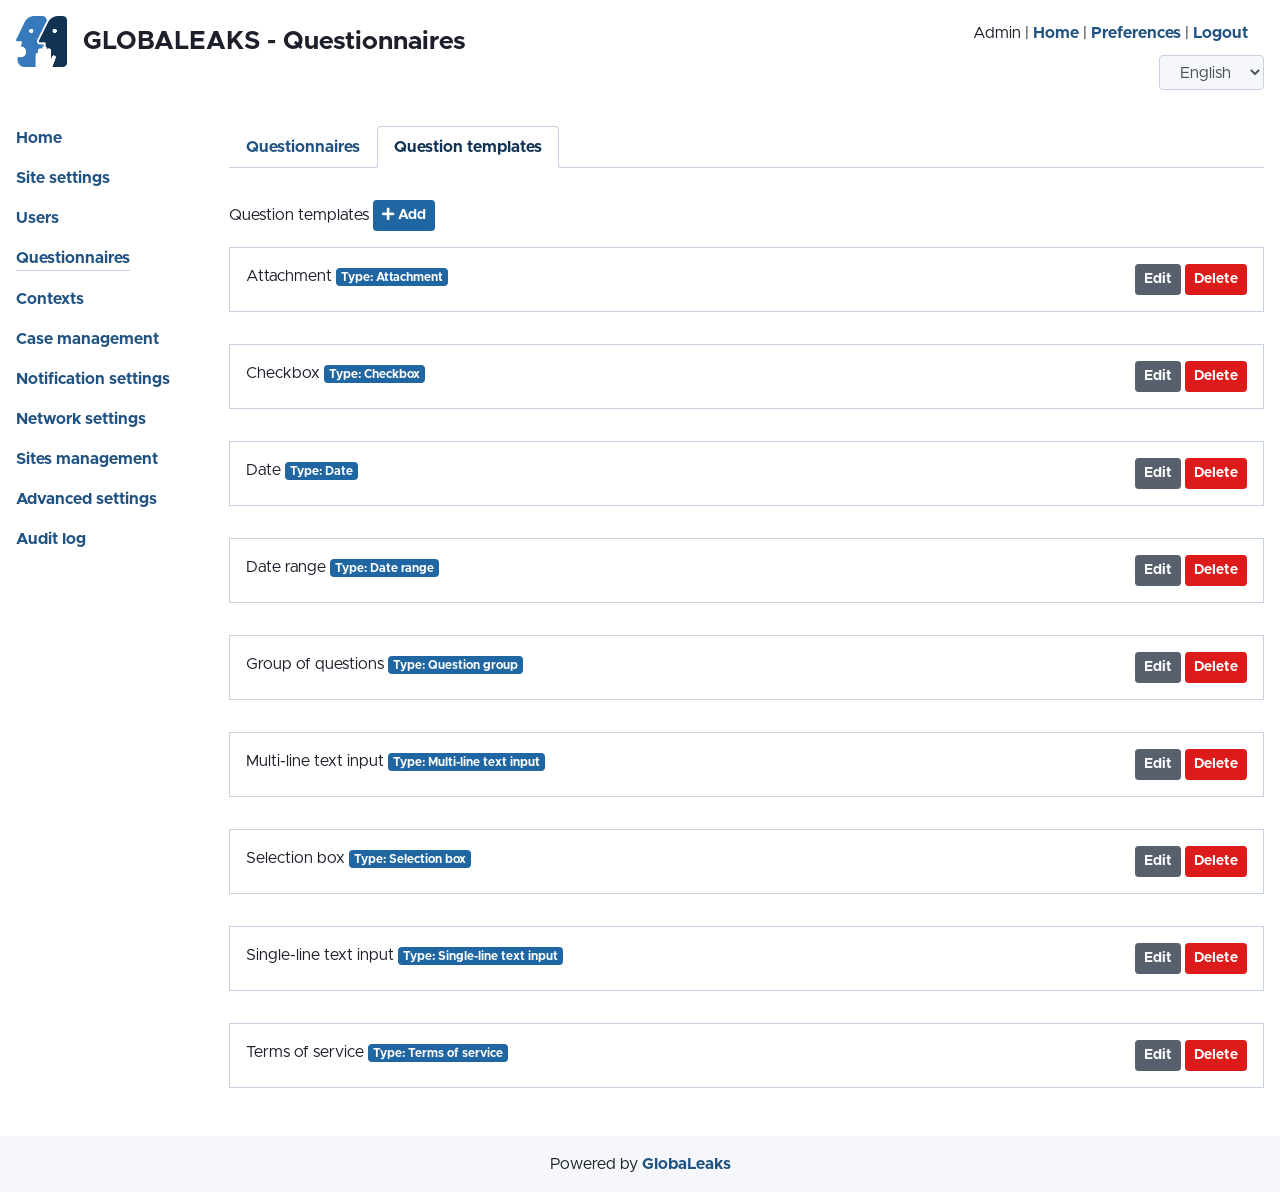 GLOBALEAKS - Questionnaires
Admin | Home | Preferences | Logout
English
Home
Site settings
Users
Questionnaires
Contexts
Case management
Notification settings
Network settings
Sites management
Advanced settings
Audit log
Questionnaires Question templates
Question templates + Add
Attachment Type: Attachment Edit Delete
Checkbox Type: Checkbox Edit Delete
Date Type: Date Edit Delete
Date range Type: Date range Edit Delete
Group of questions Type: Question group Edit Delete
Multi-line text input Type: Multi-line text input Edit Delete
Selection box Type: Selection box Edit Delete
Single-line text input Type: Single-line text input Edit Delete
Terms of service Type: Terms of service Edit Delete
Powered by GlobaLeaks